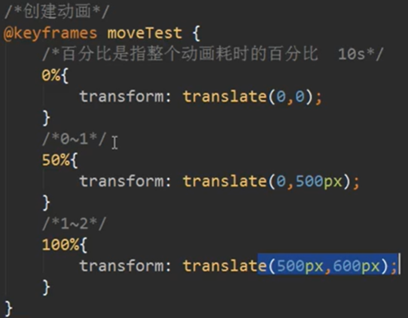 /*创建动画*/
@keyframes moveTest {
    /*百分比是指整个动画耗时的百分比  10s*/
    0%{
        transform: translate(0,0);
    }
    /*0~1*/
    50%{
        transform: translate(0,500px);
    }
    /*1~2*/
    100%{
        transform: translate(500px,600px);
    }
}